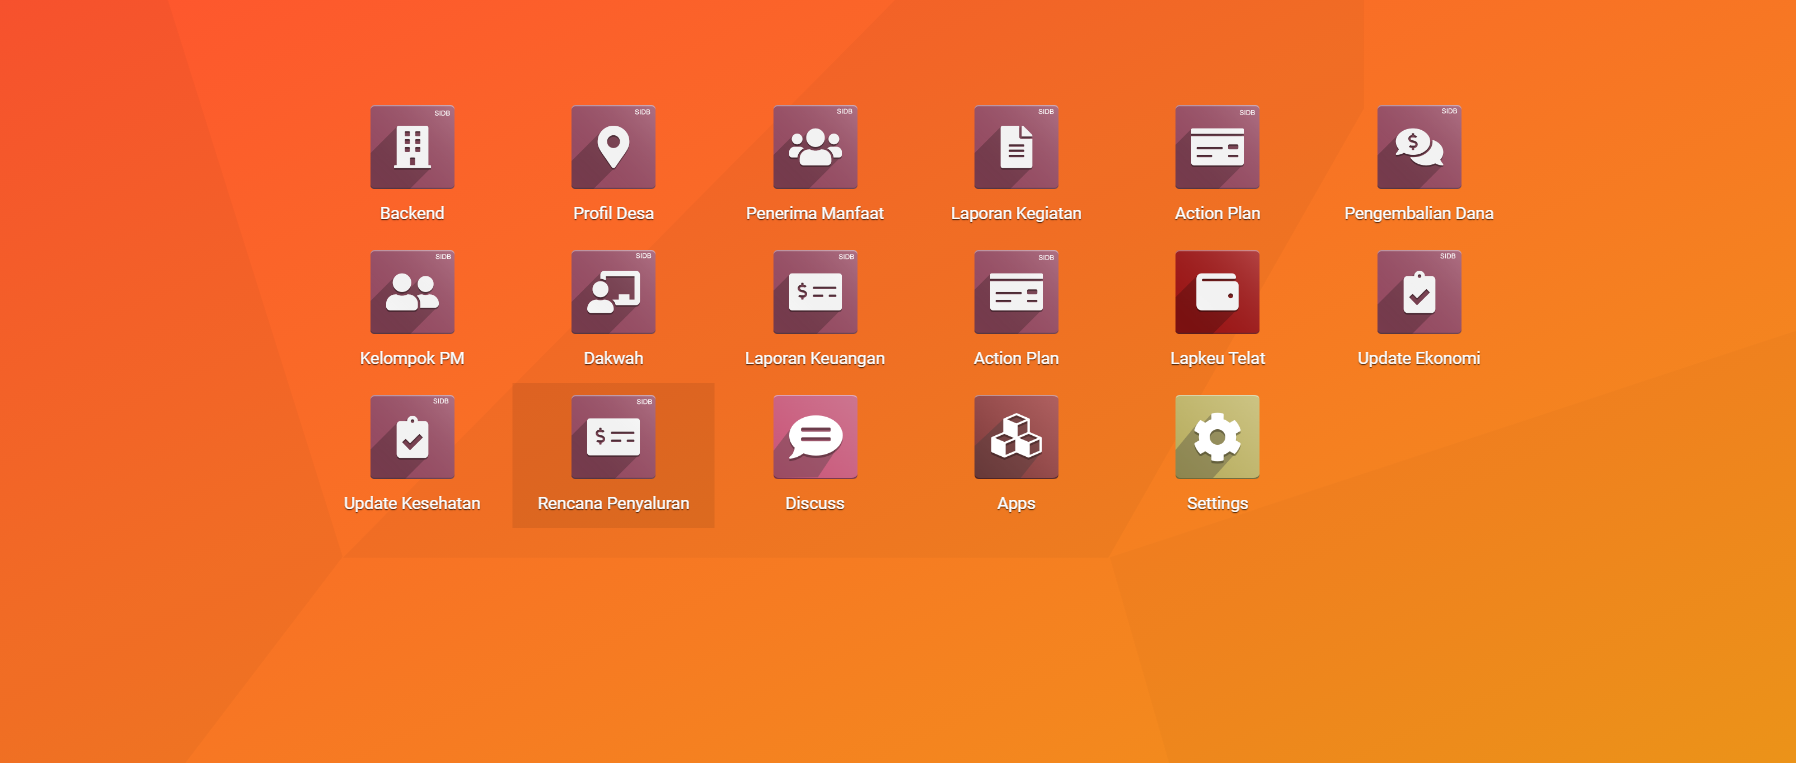 SIDB SIDB SIDB SIDB SIDB SIDB
Backend Profil Desa Penerima Manfaat Laporan Kegiatan Action Plan Pengembalian Dana
SIDB SIDB SIDB SIDB SIDB
Kelompok PM Dakwah Laporan Keuangan Action Plan Lapkeu Telat Update Ekonomi
SIDB SIDB
Update Kesehatan Rencana Penyaluran Discuss Apps Settings